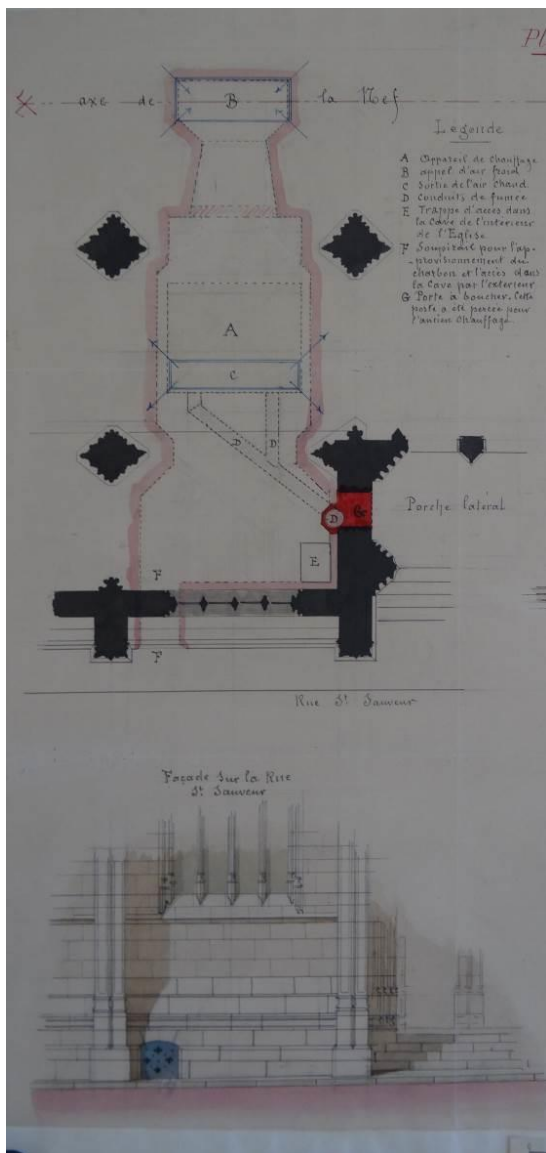 Pl
axe de B la Nef
Légende
A Appareil de chauffage
B appel d'air froid
C Sortie de l'air Chaud
D Conduits de fumée
E Trappe d'accès dans
la Cave de l'interieur
de l'Eglise
F Soupirail pour l'ap-
-provisionnement du
charbon et l'accès dans
la Cave par l'exterieur
G Porte à boucher. Cette
porte a été percée pour
l'ancien Chauffage.
A
C
D D
D G
Porche latéral
E
F
F
Rue St Sauveur
Façade sur la Rue
St Sauveur